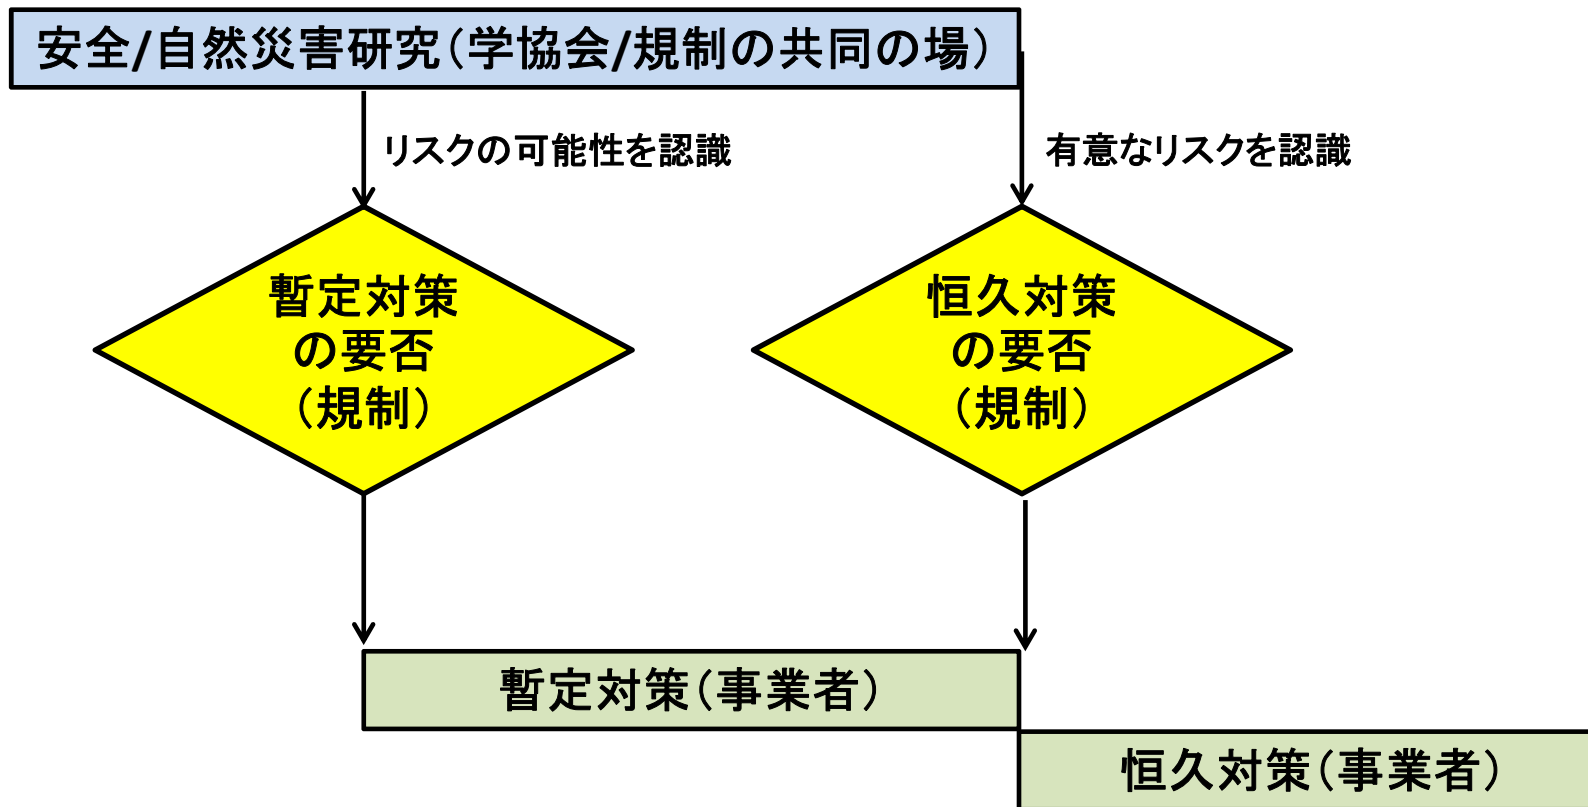 安全/自然災害研究（学協会/規制の共同の場）
リスクの可能性を認識
有意なリスクを認識
暫定対策
の要否
（規制）
恒久対策
の要否
（規制）
暫定対策（事業者）
恒久対策（事業者）